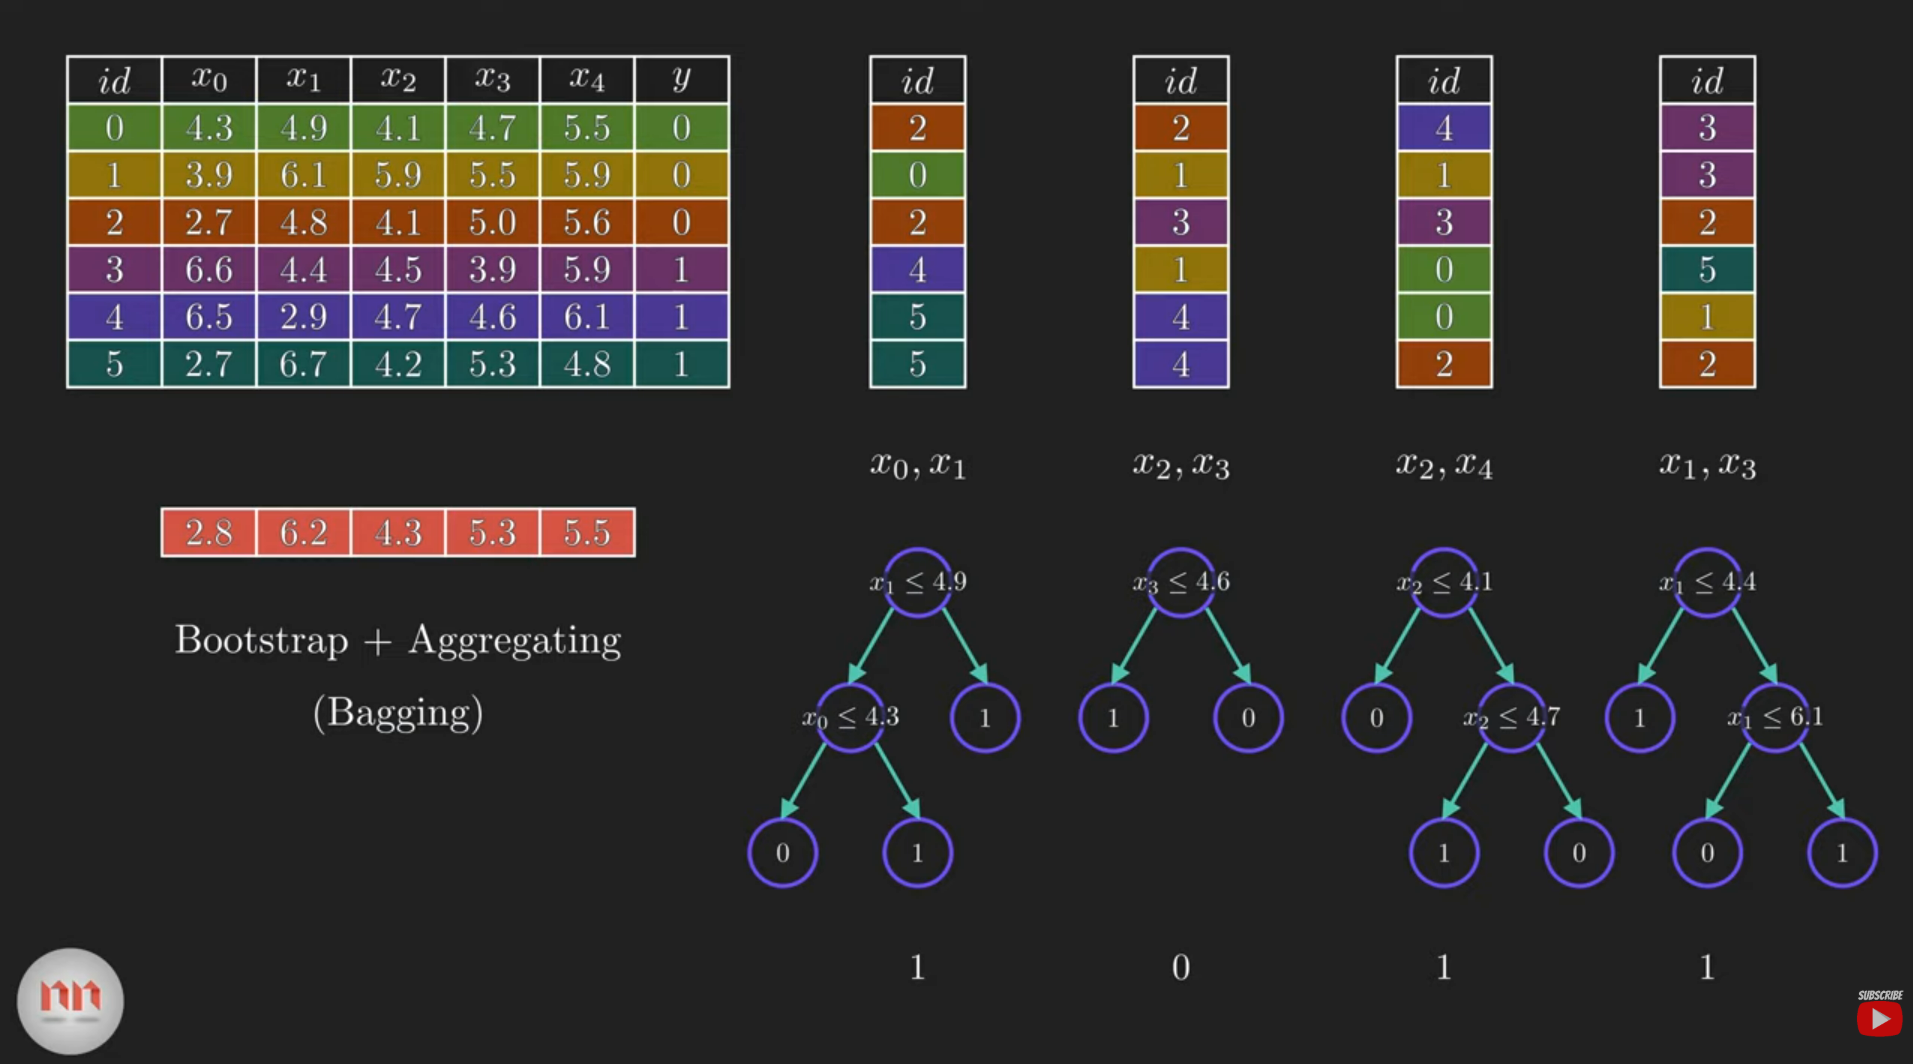 id x₀ x₁ x₂ x₃ x₄ y
0 4.3 4.9 4.1 4.7 5.5 0
1 3.9 6.1 5.9 5.5 5.9 0
2 2.7 4.8 4.1 5.0 5.6 0
3 6.6 4.4 4.5 3.9 5.9 1
4 6.5 2.9 4.7 4.6 6.1 1
5 2.7 6.7 4.2 5.3 4.8 1
id
2
0
2
4
5
5
id
2
1
3
1
4
4
id
4
1
3
0
0
2
id
3
3
2
5
1
2
x₀, x₁
x₂, x₃
x₂, x₄
x₁, x₃
2.8 6.2 4.3 5.3 5.5
Bootstrap + Aggregating
(Bagging)
x₁ ≤ 4.9
x₀ ≤ 4.3
1
0
1
x₃ ≤ 4.6
1
0
x₂ ≤ 4.1
0
x₂ ≤ 4.7
1
0
x₁ ≤ 4.4
1
x₁ ≤ 6.1
0
1
1
0
1
1
nn
SUBSCRIBE